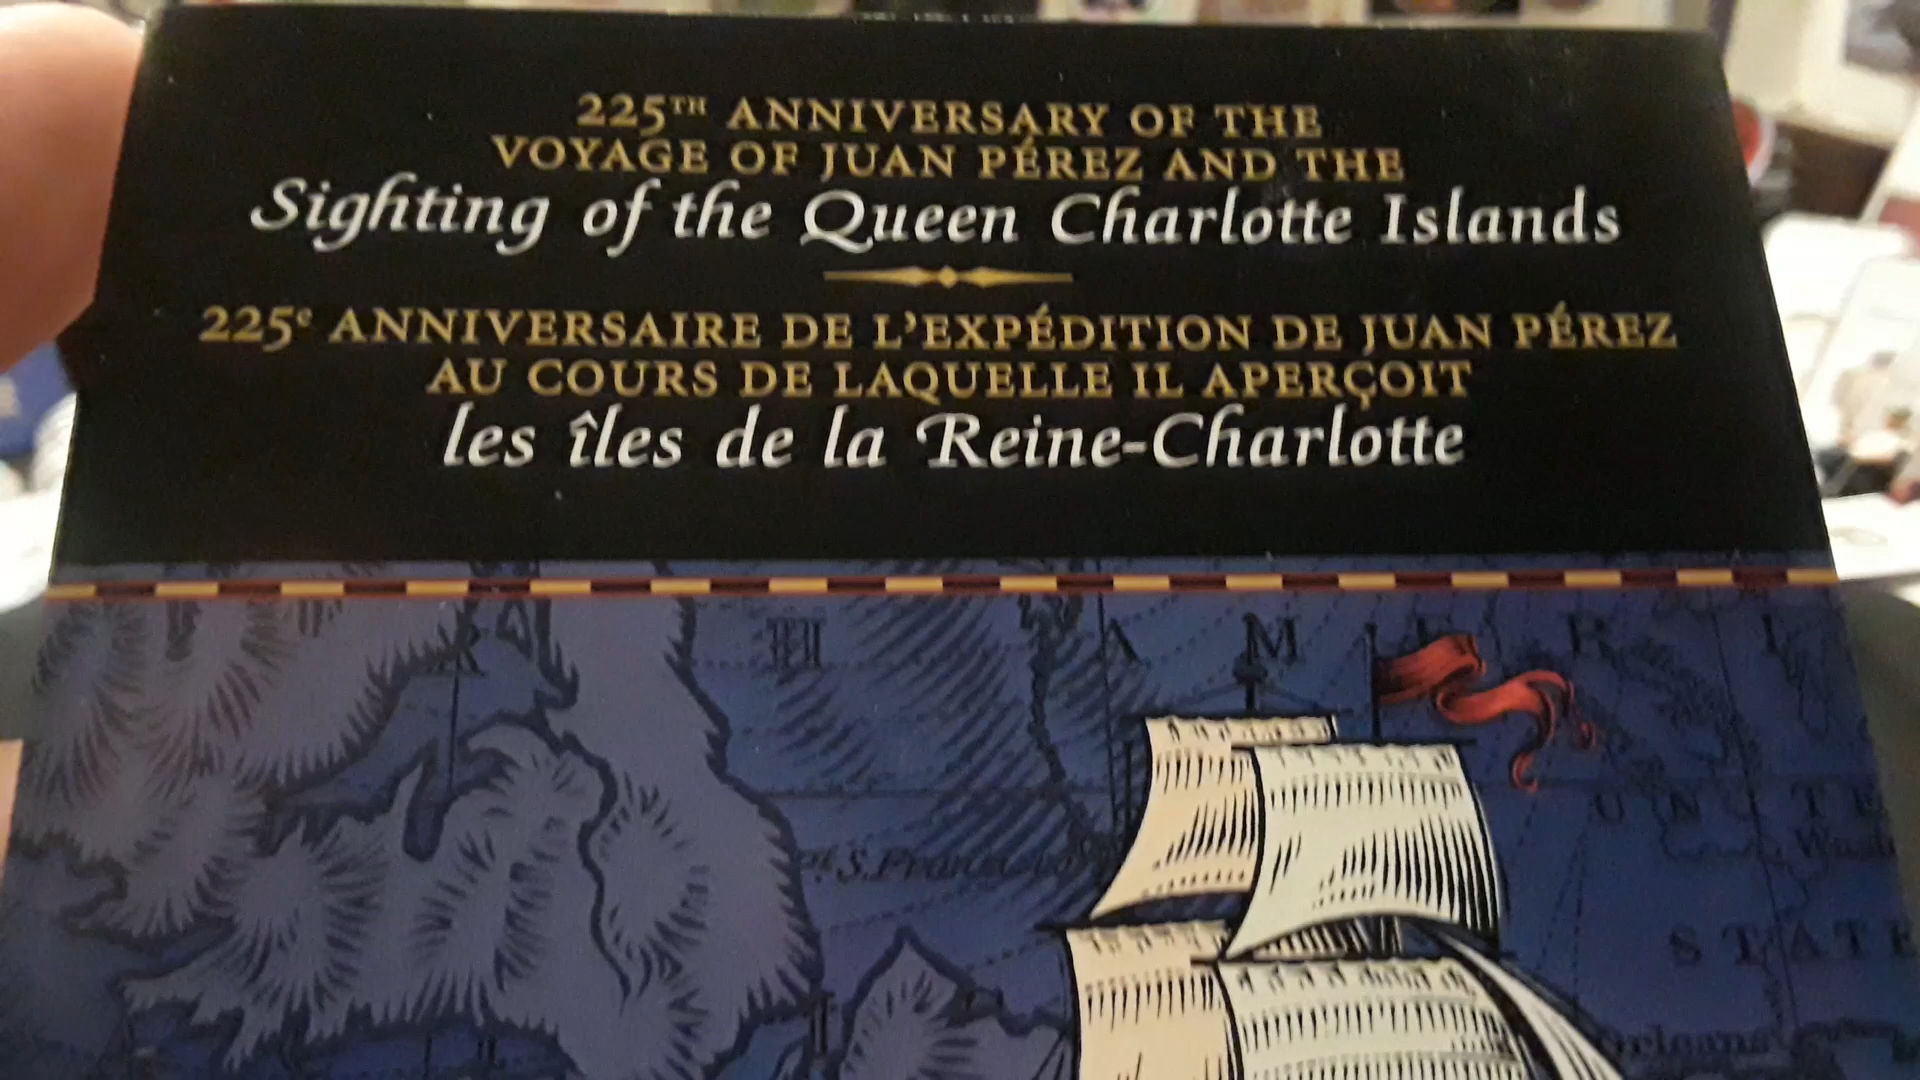 225TH ANNIVERSARY OF THE
VOYAGE OF JUAN PÉREZ AND THE
Sighting of the Queen Charlotte Islands
225e ANNIVERSAIRE DE L'EXPÉDITION DE JUAN PÉREZ
AU COURS DE LAQUELLE IL APERÇOIT
les îles de la Reine-Charlotte